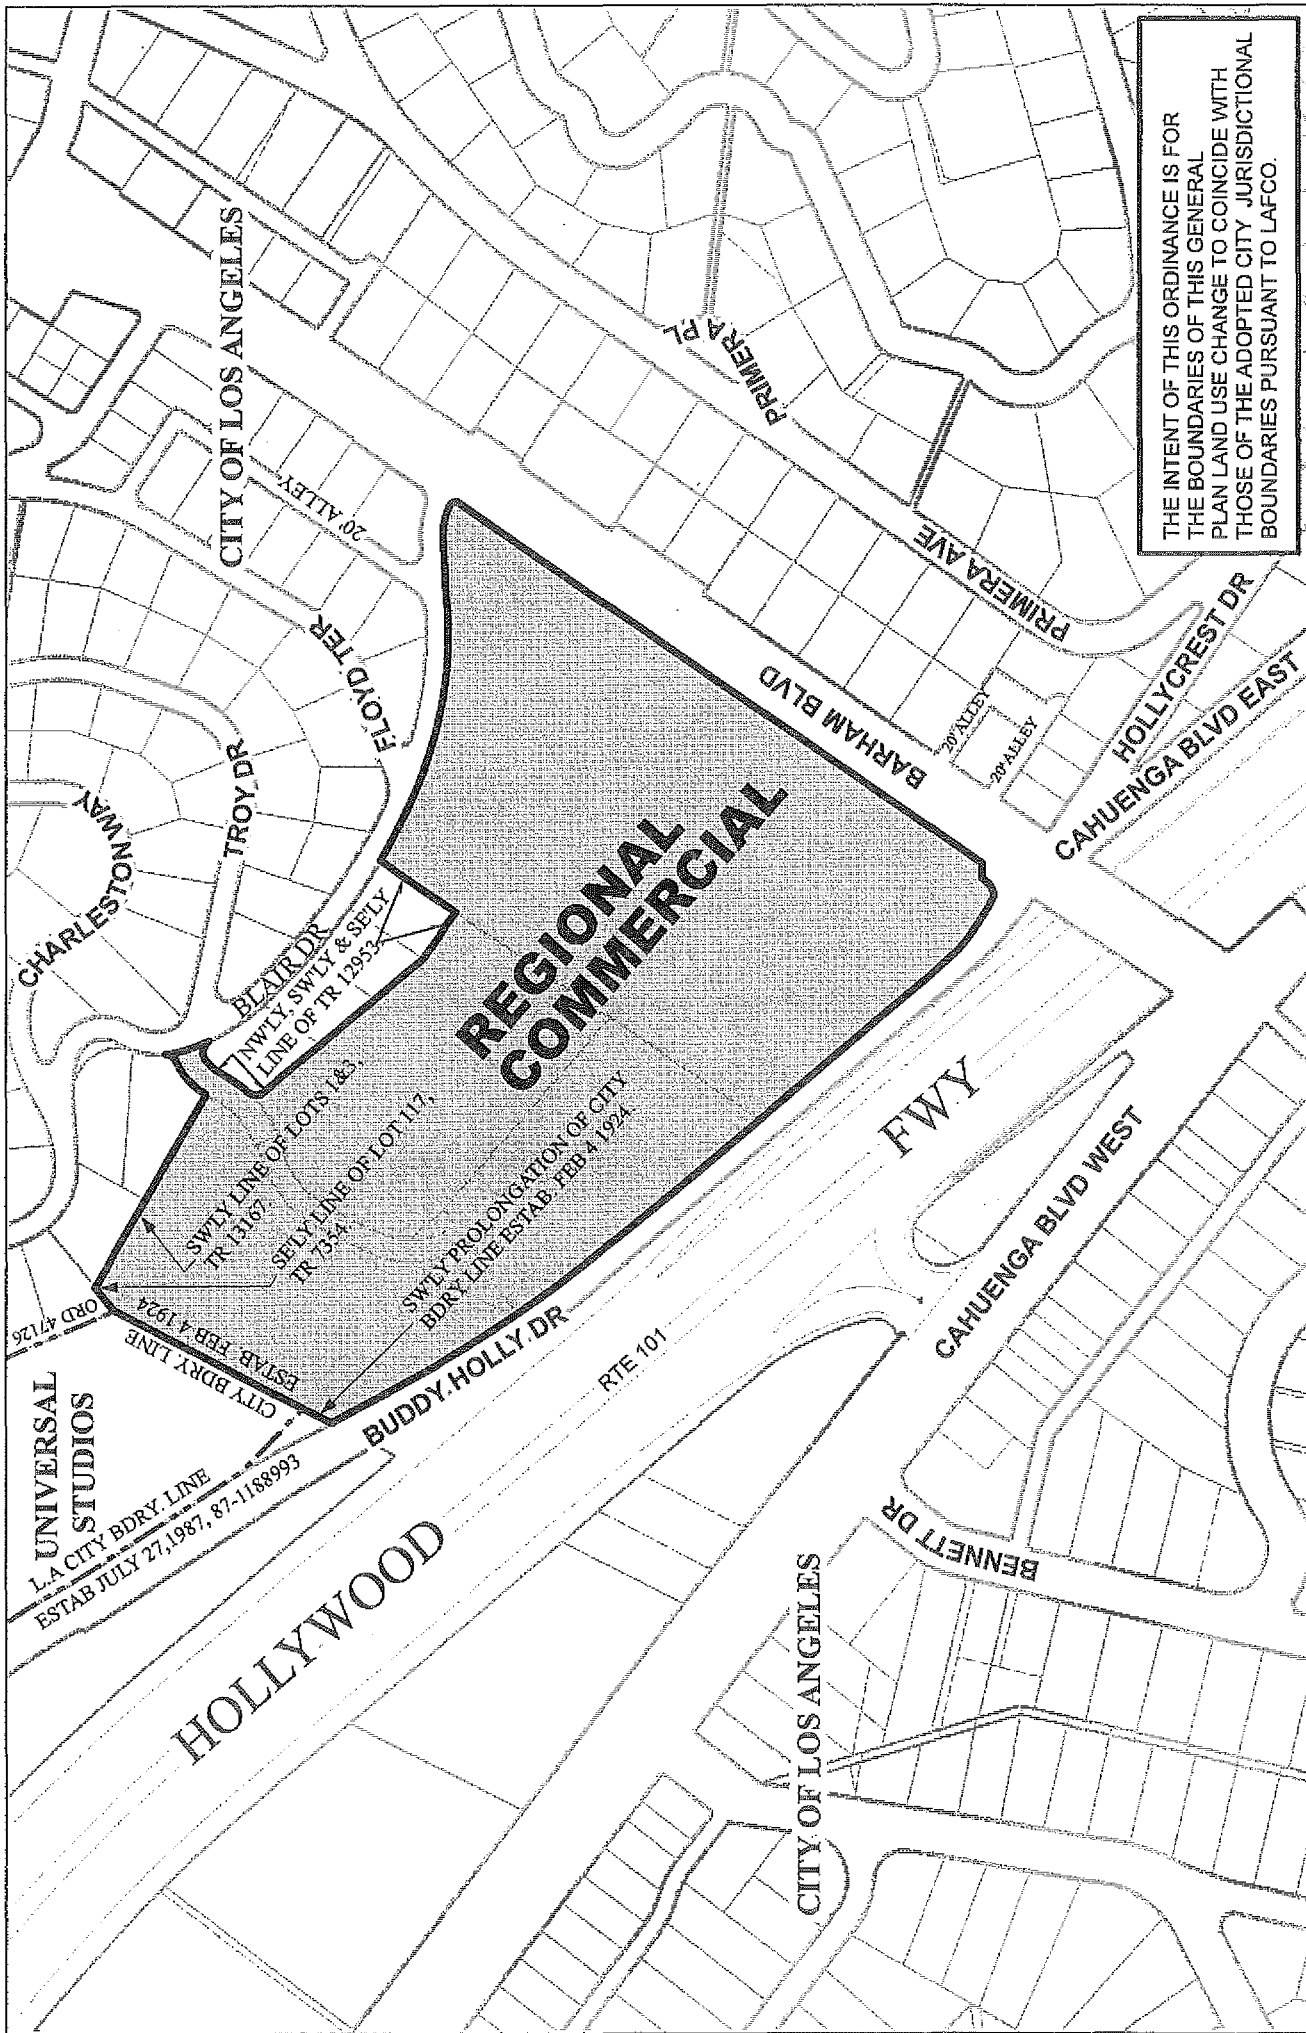 UNIVERSAL
STUDIOS
L.A CITY BDRY. LINE
ESTAB JULY 27,1987, 87-1188993
ORD 47126
CITY BDRY LINE
ESTAB FEB 4 1924
CHARLESTON WAY
TROY DR
BLAIR DR
FLOYD TER
20' ALLEY
CITY OF LOS ANGELES
NW'LY, SW'LY & SE'LY
LINE OF TR 12953
SW'LY LINE OF LOTS 1&3,
TR 13167
SE'LY LINE OF LOT 117,
TR 7354
SW'LY PROLONGATION OF CITY
BDRY LINE ESTAB. FEB 4 1924
REGIONAL
COMMERCIAL
BUDDY HOLLY DR
HOLLYWOOD
FWY
RTE 101
BARHAM BLVD
PRIMERA PL
PRIMERA AVE
20' ALLEY
20' ALLEY
HOLLYCREST DR
CAHUENGA BLVD EAST
CAHUENGA BLVD WEST
BENNETT DR
CITY OF LOS ANGELES
THE INTENT OF THIS ORDINANCE IS FOR
THE BOUNDARIES OF THIS GENERAL
PLAN LAND USE CHANGE TO COINCIDE WITH
THOSE OF THE ADOPTED CITY JURISDICTIONAL
BOUNDARIES PURSUANT TO LAFCO.